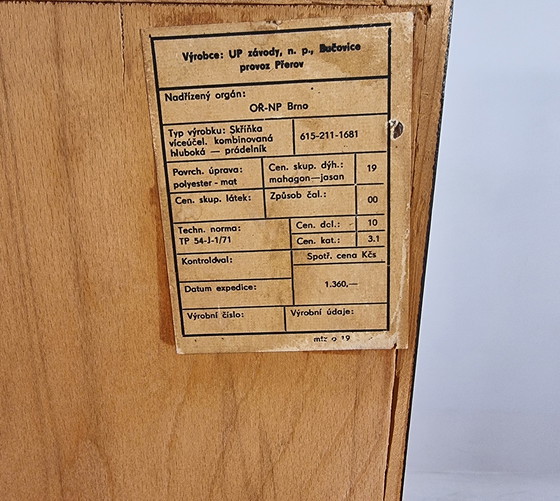 Výrobce: UP závody, n. p., Bučovice
provoz Přerov
Nadřízený orgán:
OŘ-NP Brno
Typ výrobku: Skříňka
víceúčel. kombinovaná
hluboká — prádelník
615-211-1681
Povrch. úprava:
polyester - mat
Cen. skup. dýh.:
mahagon—jasan
19
Cen. skup. látek:
Způsob čal.:
00
Techn. norma:
TP 54-J-1/71
Cen. dol.:
10
Cen. kat.:
3.1
Kontroloval:
Spotř. cena Kčs
1.360,—
Datum expedice:
Výrobní číslo:
Výrobní údaje:
19